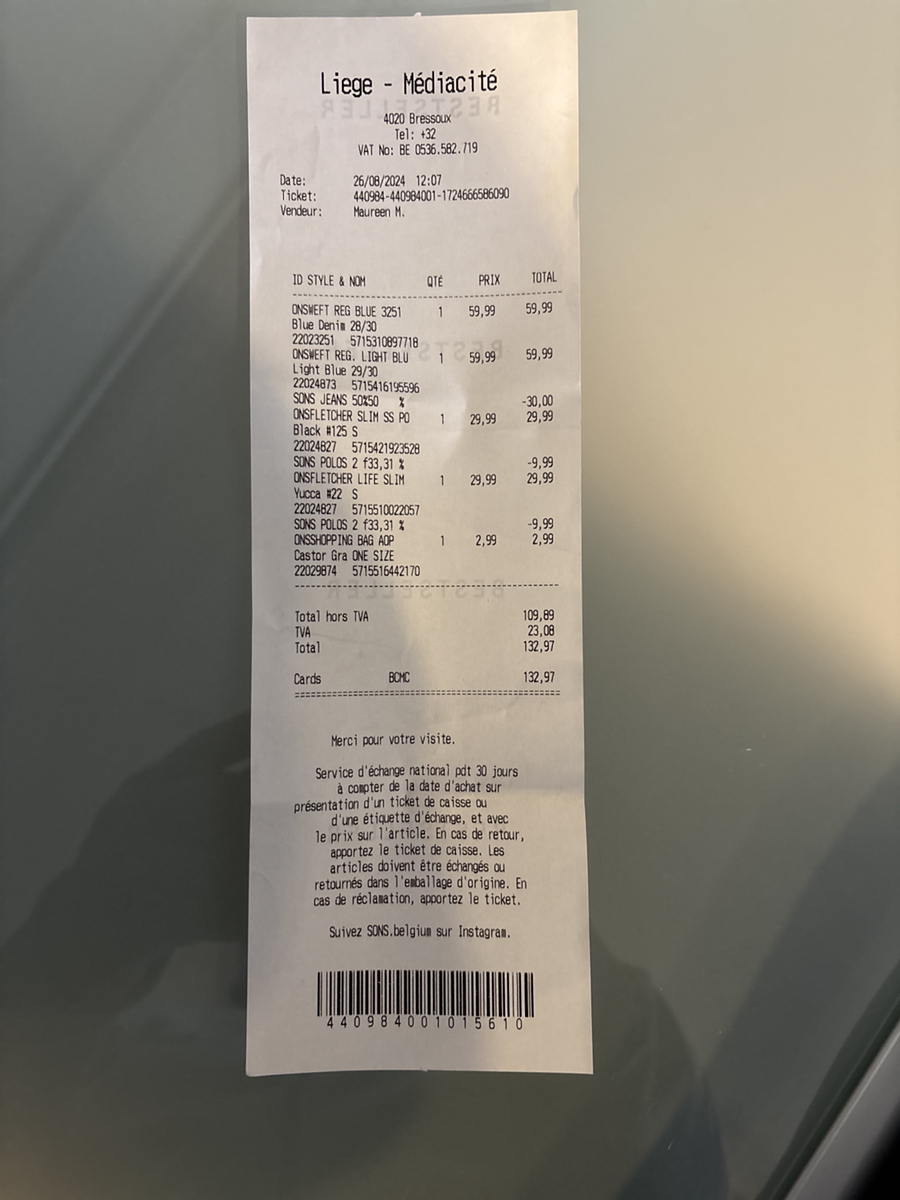 Liege - Médiacité
BESTSELLER
4020 Bressoux
Tel: +32
VAT No: BE 0536.582.719
Date: 26/08/2024 12:07
Ticket: 440984-440984001-1724666586090
Vendeur: Maureen M.
ID STYLE & NOM QTÉ PRIX TOTAL
ONSWEFT REG BLUE 3251 1 59,99 59,99
Blue Denim 28/30
22023251 5715310897718
BESTSELLER
ONSWEFT REG. LIGHT BLU 1 59,99 59,99
Light Blue 29/30
22024873 5715416195596
SONS JEANS 50%50 % -30,00
ONSFLETCHER SLIM SS PO 1 29,99 29,99
Black #125 S
22024827 5715421923528
SONS POLOS 2 f33,31 % -9,99
ONSFLETCHER LIFE SLIM 1 29,99 29,99
Yucca #22 S
22024827 5715510022057
SONS POLOS 2 f33,31 % -9,99
ONSSHOPPING BAG AOP 1 2,99 2,99
Castor Gra ONE SIZE
22029874 5715516442170
BESTSELLER
Total hors TVA 109,89
TVA 23,08
Total 132,97
Cards BCMC 132,97
Merci pour votre visite.
Service d'échange national pdt 30 jours
à compter de la date d'achat sur
présentation d'un ticket de caisse ou
d'une étiquette d'échange, et avec
le prix sur l'article. En cas de retour,
apportez le ticket de caisse. Les
articles doivent être échangés ou
retournés dans l'emballage d'origine. En
cas de réclamation, apportez le ticket.
Suivez SONS.belgium sur Instagram.
440984001015610